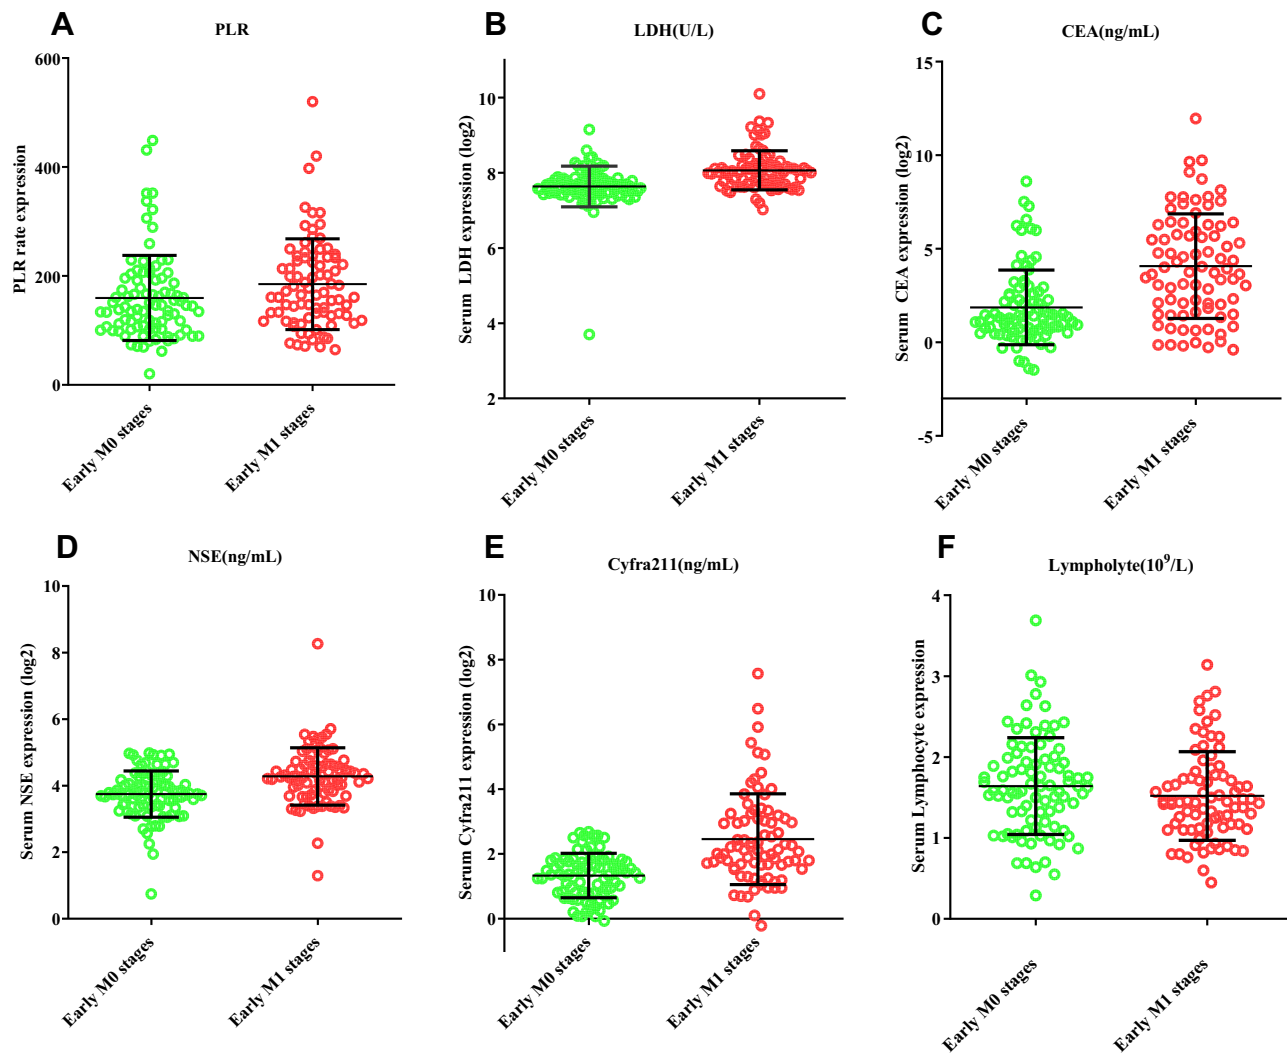 A
PLR
PLR rate expression
600
400
200
0
Early M0 stages
Early M1 stages
B
LDH(U/L)
Serum LDH expression (log2)
10
8
6
4
2
Early M0 stages
Early M1 stages
C
CEA(ng/mL)
Serum CEA expression (log2)
15
10
5
0
-5
Early M0 stages
Early M1 stages
D
NSE(ng/mL)
Serum NSE expression (log2)
10
8
6
4
2
0
Early M0 stages
Early M1 stages
E
Cyfra211(ng/mL)
Serum Cyfra211 expression (log2)
10
8
6
4
2
0
Early M0 stages
Early M1 stages
F
Lympholyte(10⁹/L)
Serum Lymphocyte expression
4
3
2
1
0
Early M0 stages
Early M1 stages